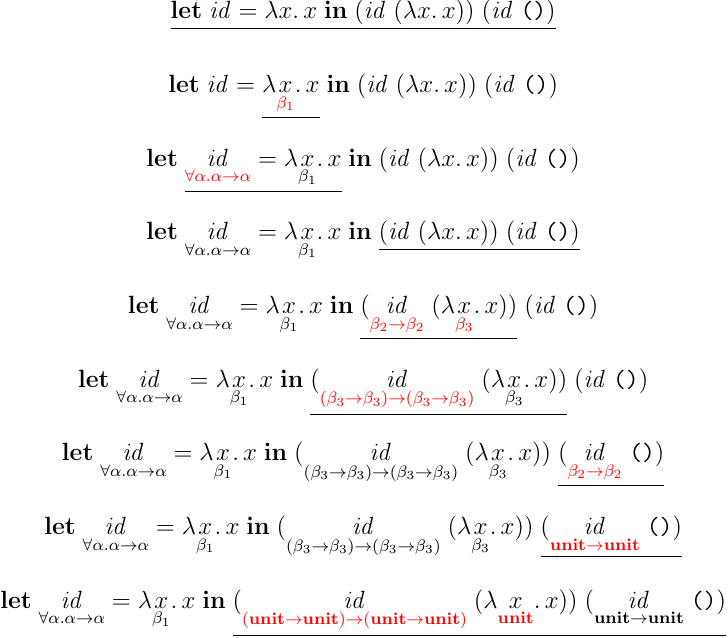 let id = λx. x in (id (λx. x)) (id ())
let id = λx. x in (id (λx. x)) (id ())
β₁
let id = λx. x in (id (λx. x)) (id ())
∀α.α→α β₁
let id = λx. x in (id (λx. x)) (id ())
∀α.α→α β₁
let id = λx. x in (id (λx. x)) (id ())
∀α.α→α β₁ β₂→β₂ β₃
let id = λx. x in (id (λx. x)) (id ())
∀α.α→α β₁ (β₃→β₃)→(β₃→β₃) β₃
let id = λx. x in (id (λx. x)) (id ())
∀α.α→α β₁ (β₃→β₃)→(β₃→β₃) β₃ β₂→β₂
let id = λx. x in (id (λx. x)) (id ())
∀α.α→α β₁ (β₃→β₃)→(β₃→β₃) β₃ unit→unit
let id = λx. x in (id (λ x . x)) (id ())
∀α.α→α β₁ (unit→unit)→(unit→unit) unit unit→unit